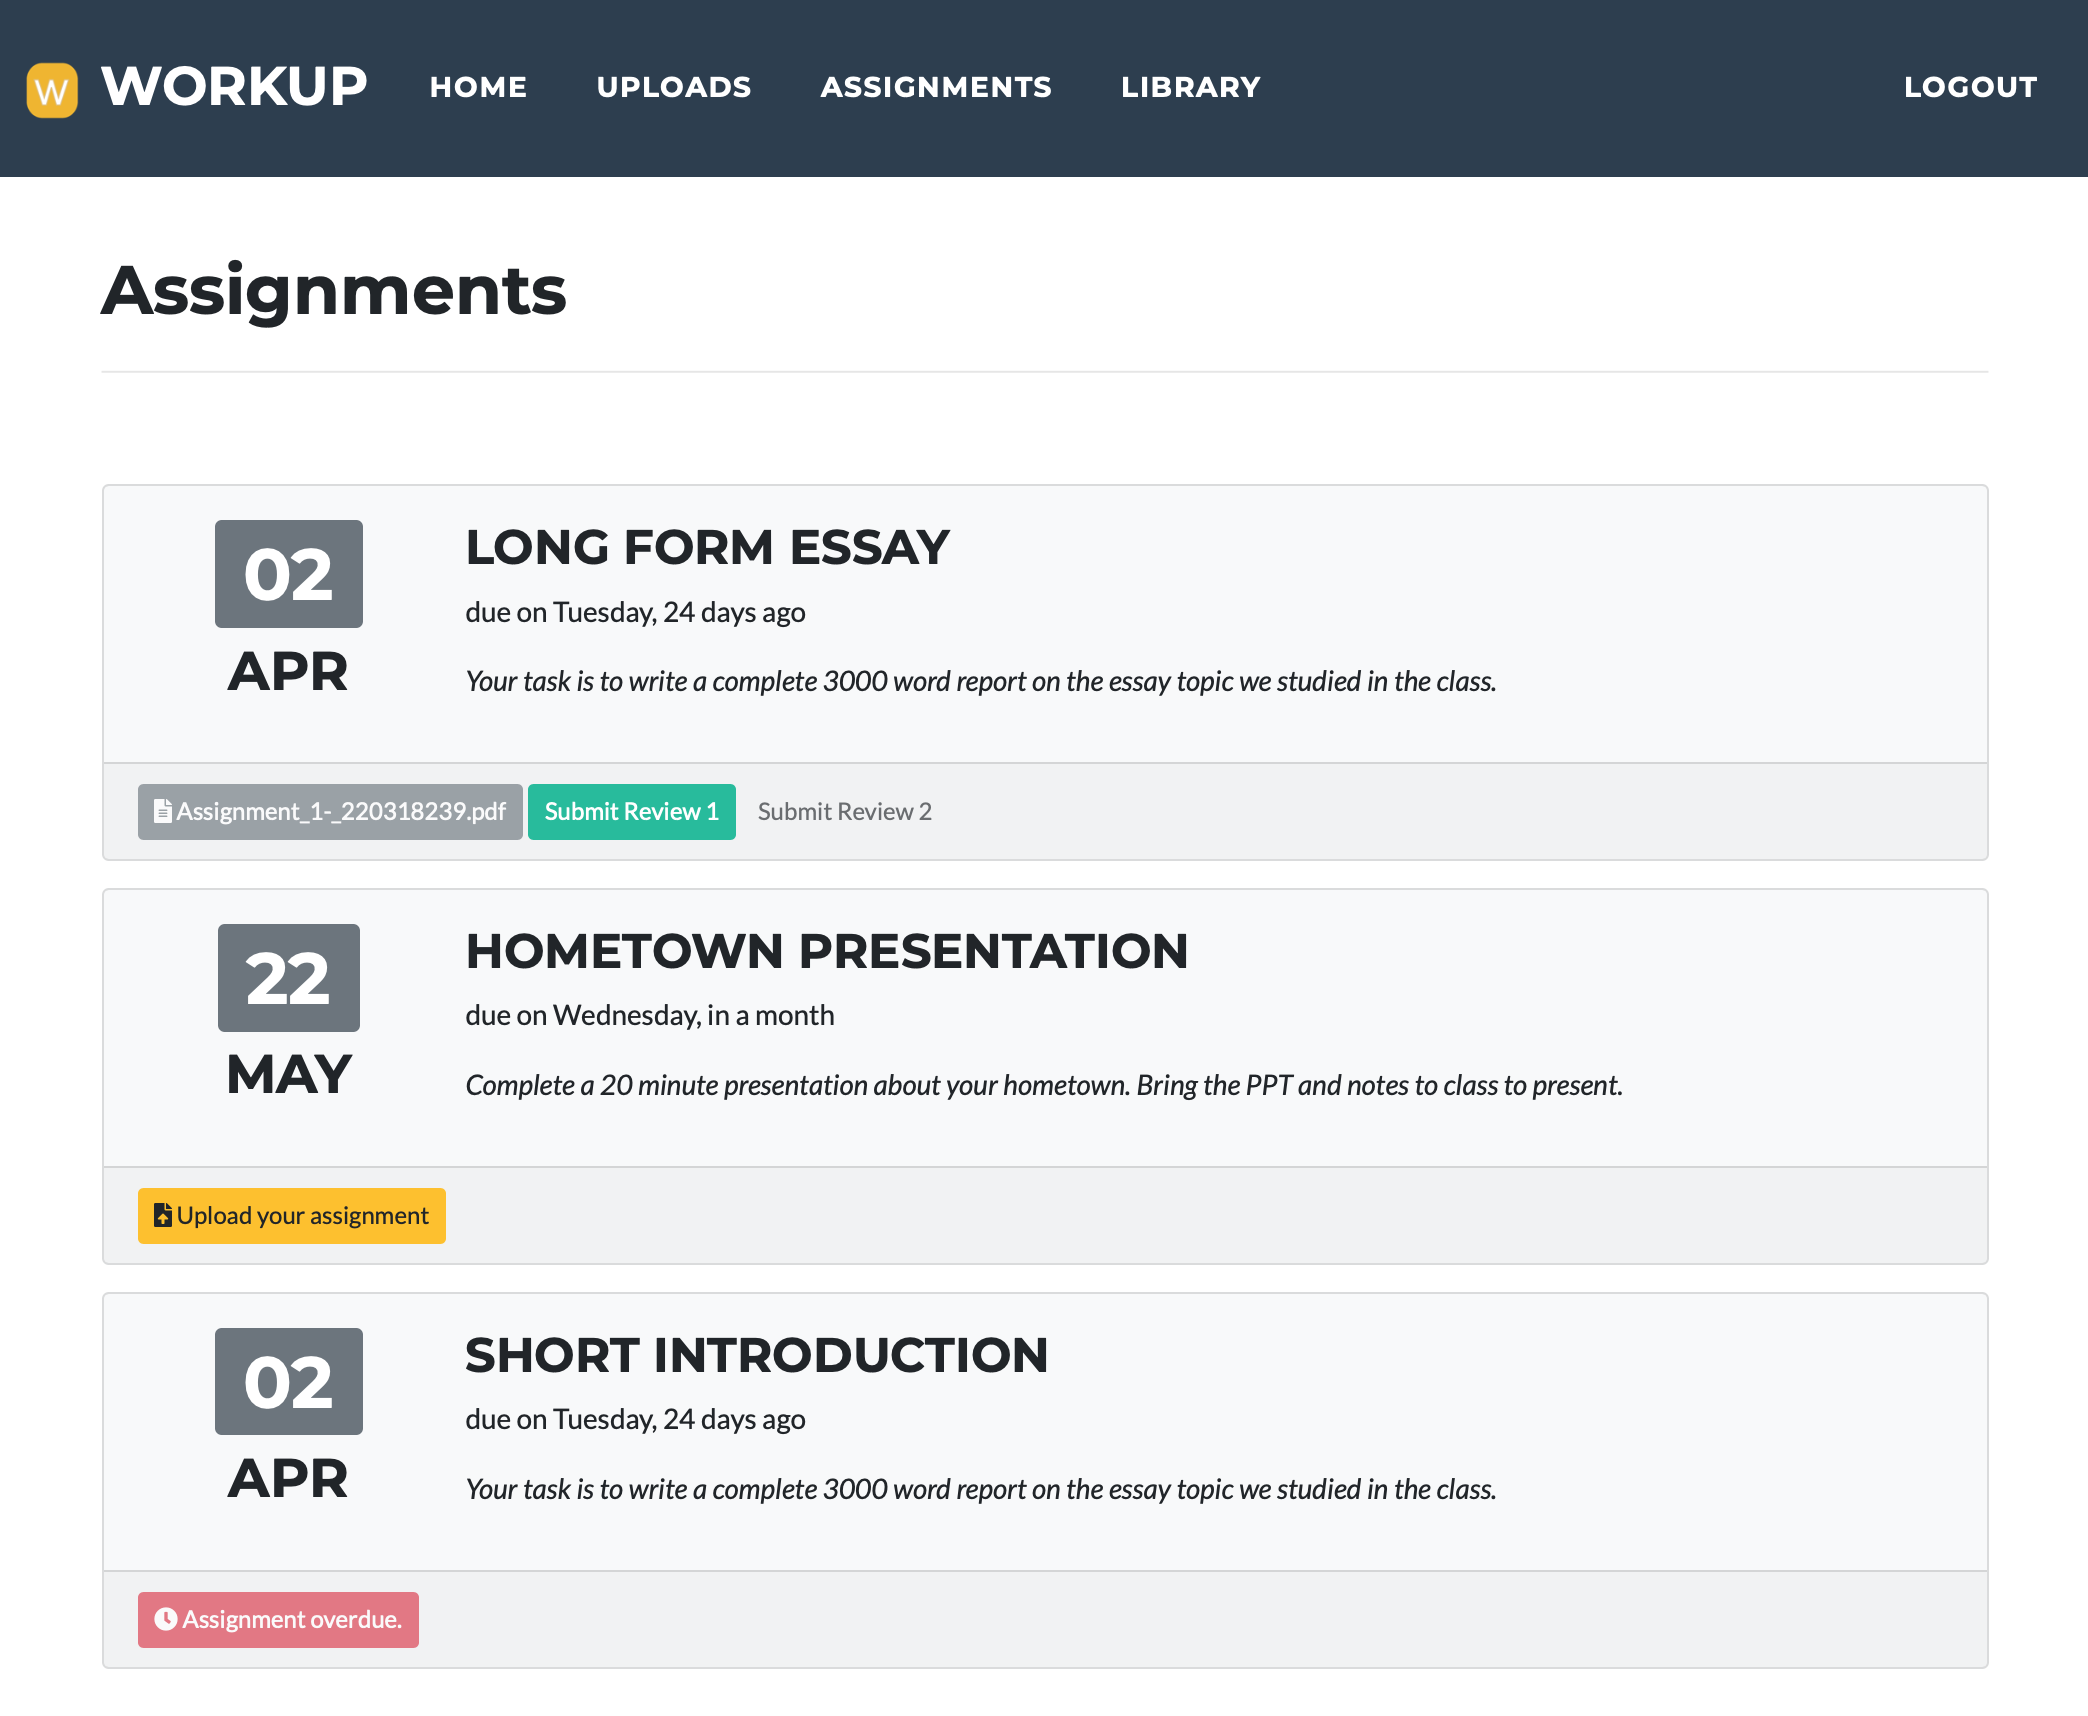 W WORKUP HOME UPLOADS ASSIGNMENTS LIBRARY LOGOUT
Assignments
02
APR
LONG FORM ESSAY
due on Tuesday, 24 days ago
Your task is to write a complete 3000 word report on the essay topic we studied in the class.
Assignment_1-_220318239.pdf Submit Review 1 Submit Review 2
22
MAY
HOMETOWN PRESENTATION
due on Wednesday, in a month
Complete a 20 minute presentation about your hometown. Bring the PPT and notes to class to present.
Upload your assignment
02
APR
SHORT INTRODUCTION
due on Tuesday, 24 days ago
Your task is to write a complete 3000 word report on the essay topic we studied in the class.
Assignment overdue.